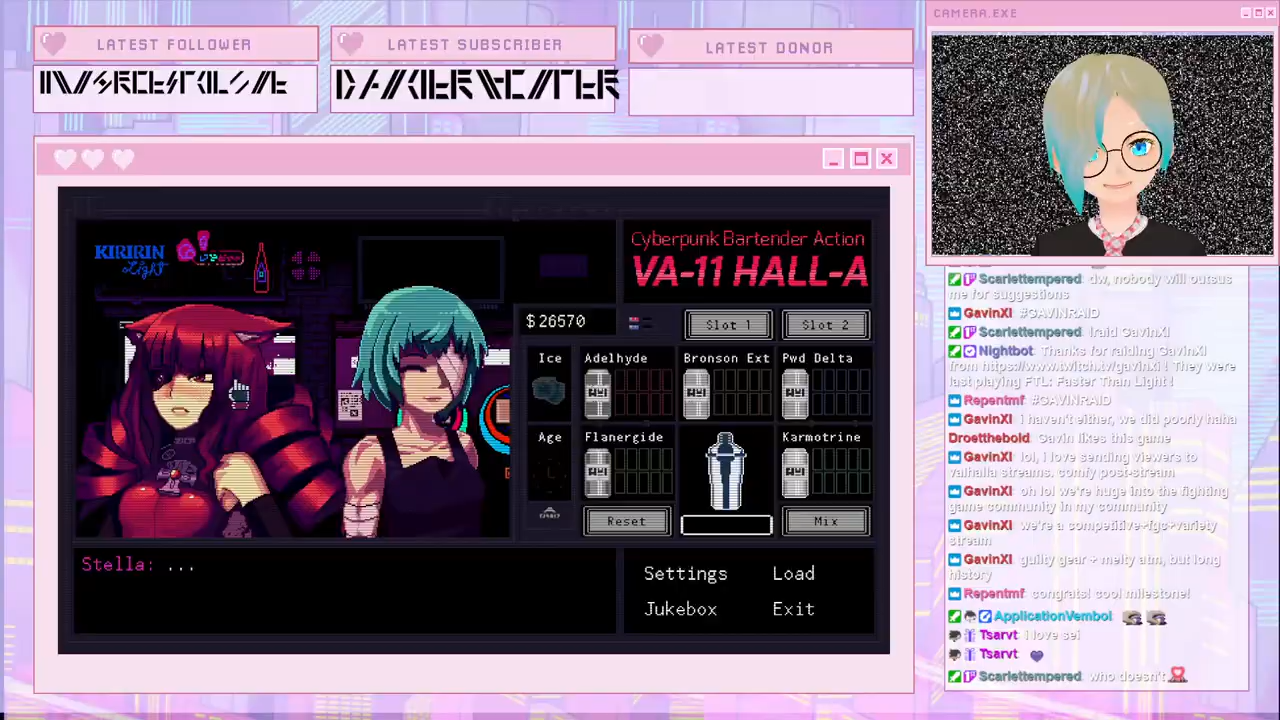 LATEST FOLLOWER
LATEST SUBSCRIBER
LATEST DONOR
CAMERA.EXE
KIRIRIN
Light
Cyberpunk Bartender Action
VA-11 HALL-A
$26570
Slot 1
Slot 2
Ice
Adelhyde
Bronson Ext
Pwd Delta
Age
Flanergide
Karmotrine
Reset
Mix
Stella: ...
Settings
Load
Jukebox
Exit
Scarlettempered dw, nobody will outsus
me for suggestions
GavinXI #GAVINRAID
Scarlettempered !raid GavinXI
Nightbot Thanks for raiding GavinXI
from https://www.twitch.tv/gavinxi ! They were
last playing FTL: Faster Than Light !
Repentmf #GAVINRAID
GavinXI i haven't either, we did poorly haha
Droetthebold Gavin likes this game
GavinXI lol, i love sending viewers to
valhalla streams. comfy post-stream
GavinXI oh lol we're huge into the fighting
game community in my community
GavinXI we're a competitive+fgc+variety
stream
GavinXI guilty gear + melty atm, but long
history
Repentmf congrats! cool milestone!
ApplicationVembol
Tsarvt I love sei
Tsarvt
Scarlettempered who doesn't